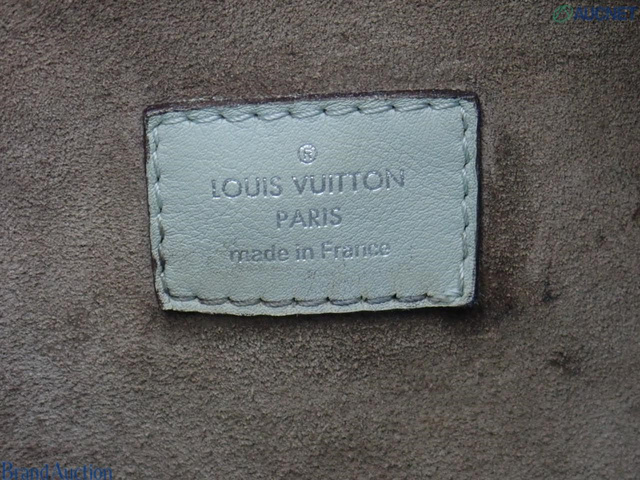 ®
LOUIS VUITTON
PARIS
made in France
Brand Auction